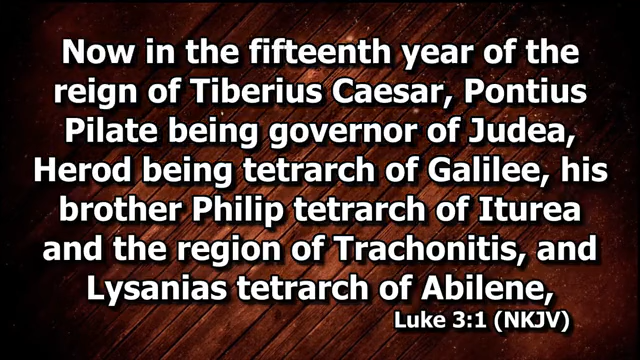 Now in the fifteenth year of the
reign of Tiberius Caesar, Pontius
Pilate being governor of Judea,
Herod being tetrarch of Galilee, his
brother Philip tetrarch of Iturea
and the region of Trachonitis, and
Lysanias tetrarch of Abilene,
Luke 3:1 (NKJV)